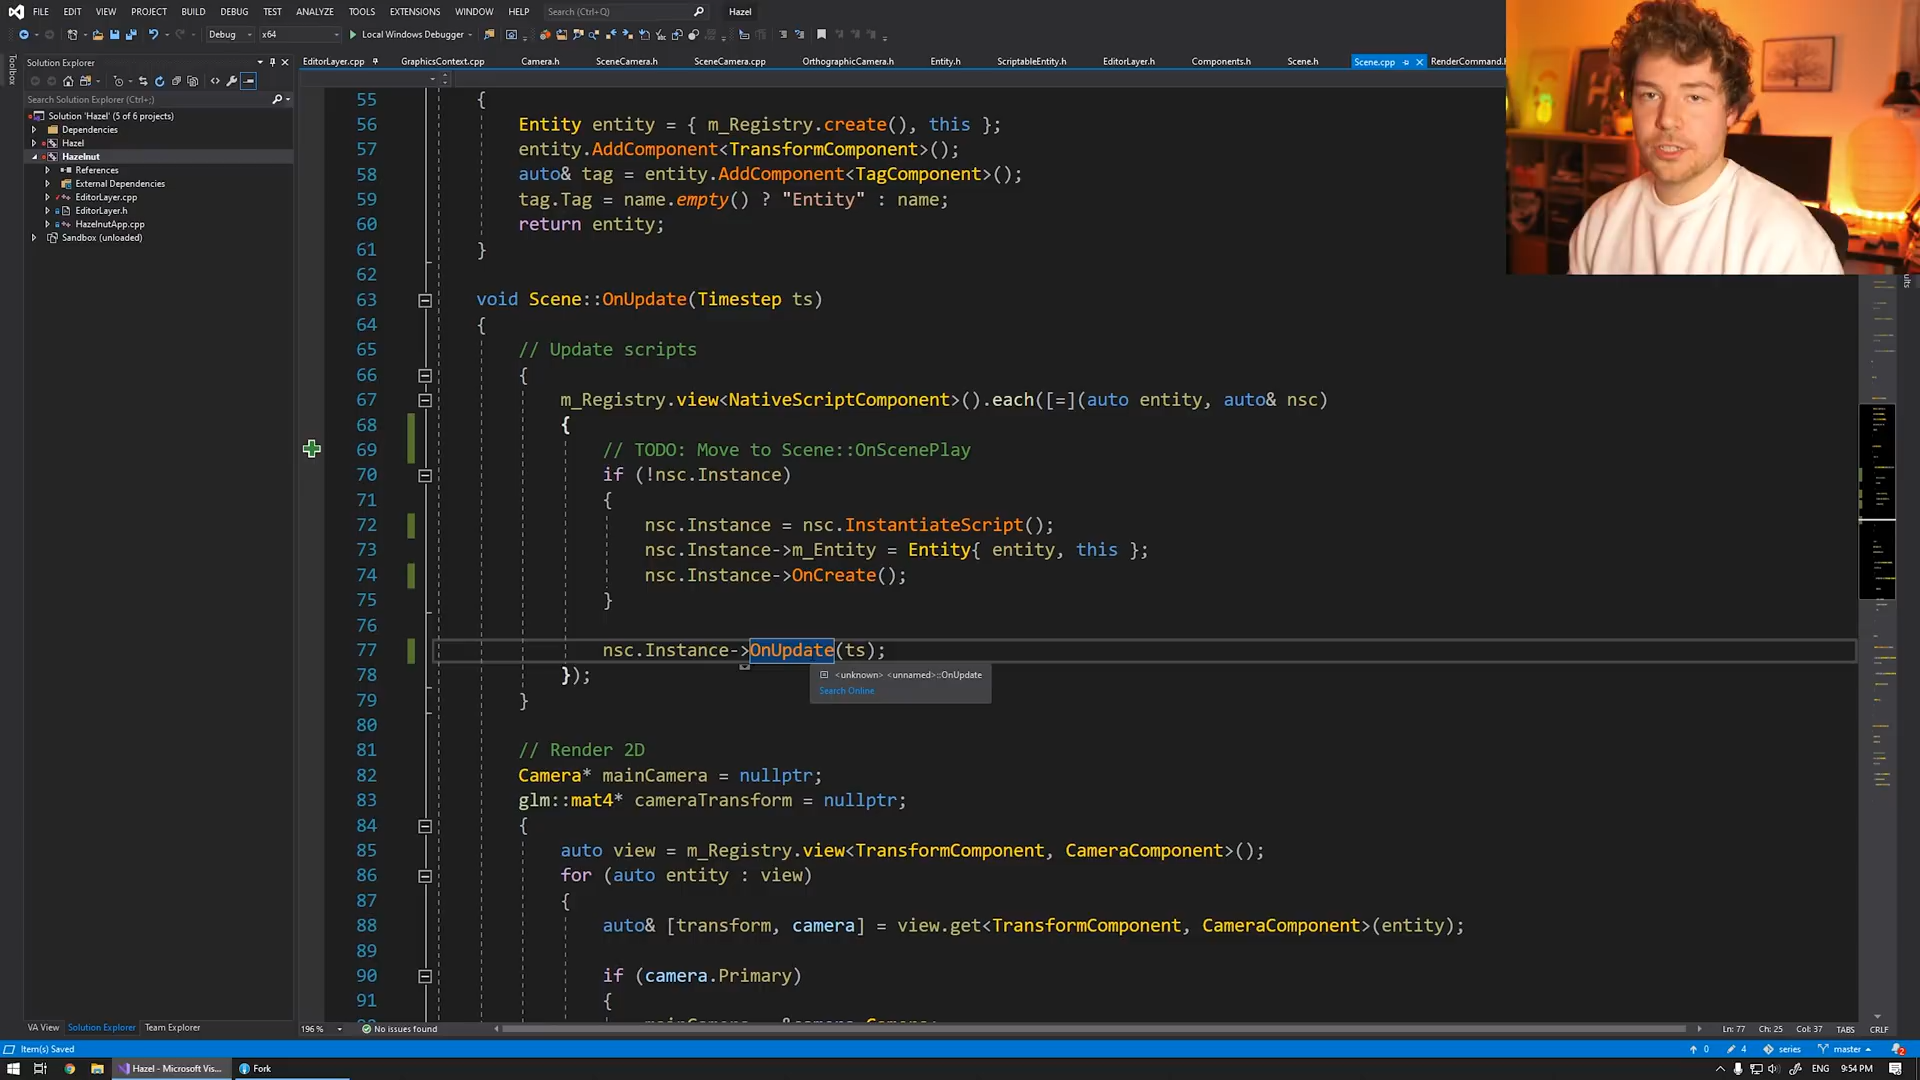 FILE EDIT VIEW PROJECT BUILD DEBUG TEST ANALYZE TOOLS EXTENSIONS WINDOW HELP Search (Ctrl+Q) Hazel
Debug x64 Local Windows Debugger
Toolbox
Solution Explorer
Search Solution Explorer (Ctrl+;)
Solution 'Hazel' (5 of 6 projects)
Dependencies
Hazel
Hazelnut
References
External Dependencies
EditorLayer.cpp
EditorLayer.h
HazelnutApp.cpp
Sandbox (unloaded)
EditorLayer.cpp GraphicsContext.cpp Camera.h SceneCamera.h SceneCamera.cpp OrthographicCamera.h Entity.h ScriptableEntity.h EditorLayer.h Components.h Scene.h Scene.cpp RenderCommand.h
55 {
56 Entity entity = { m_Registry.create(), this };
57 entity.AddComponent<TransformComponent>();
58 auto& tag = entity.AddComponent<TagComponent>();
59 tag.Tag = name.empty() ? "Entity" : name;
60 return entity;
61 }
62
63 void Scene::OnUpdate(Timestep ts)
64 {
65 // Update scripts
66 {
67 m_Registry.view<NativeScriptComponent>().each([=](auto entity, auto& nsc)
68 {
69 // TODO: Move to Scene::OnScenePlay
70 if (!nsc.Instance)
71 {
72 nsc.Instance = nsc.InstantiateScript();
73 nsc.Instance->m_Entity = Entity{ entity, this };
74 nsc.Instance->OnCreate();
75 }
76
77 nsc.Instance->OnUpdate(ts);
78 });
<unknown> <unnamed>::OnUpdate
Search Online
79 }
80
81 // Render 2D
82 Camera* mainCamera = nullptr;
83 glm::mat4* cameraTransform = nullptr;
84 {
85 auto view = m_Registry.view<TransformComponent, CameraComponent>();
86 for (auto entity : view)
87 {
88 auto& [transform, camera] = view.get<TransformComponent, CameraComponent>(entity);
89
90 if (camera.Primary)
91 {
VA View Solution Explorer Team Explorer
196 % No issues found Ln: 77 Ch: 25 Col: 37 TABS CRLF
Item(s) Saved 0 4 series master 2
Hazel - Microsoft Vis... Fork ENG 9:54 PM